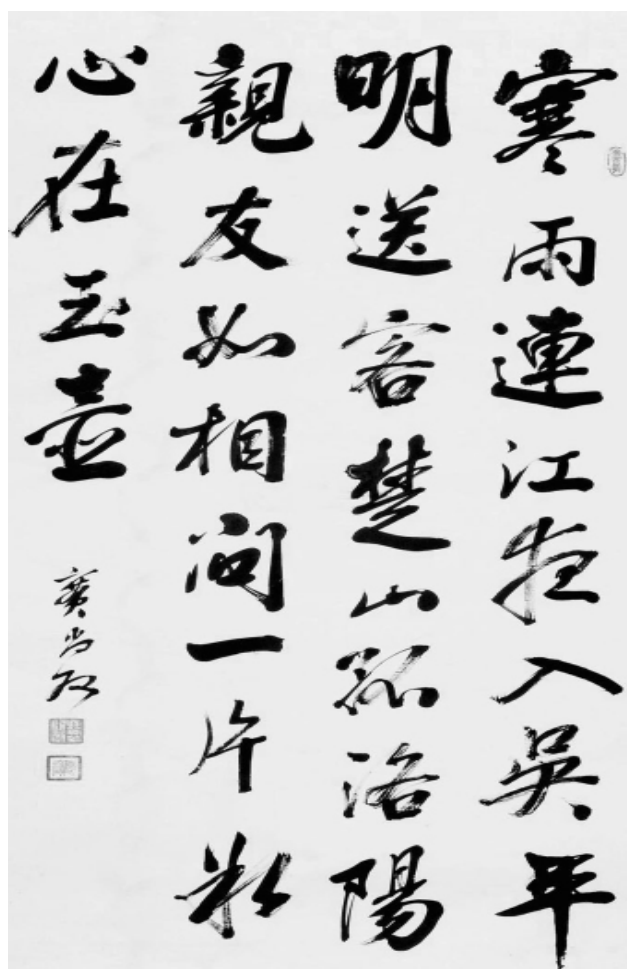 寒雨連江夜入吳平
明送客楚山孤洛陽
親友如相問一片冰
心在玉壺